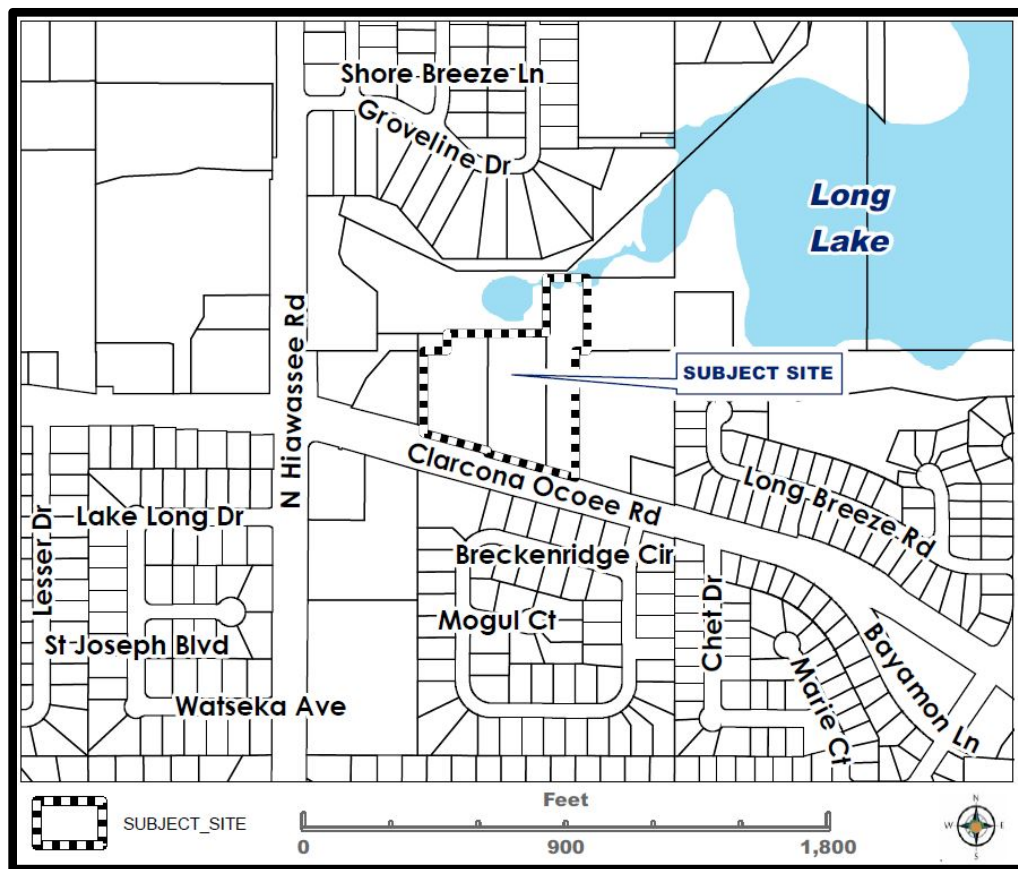 Shore Breeze Ln
Groveline Dr
Long
Lake
N Hiawassee Rd
SUBJECT SITE
Clarcona Ocoee Rd
Long Breeze Rd
Lake Long Dr
Lesser Dr
Breckenridge Cir
Mogul Ct
Chet Dr
St Joseph Blvd
Marie Ct
Bayamon Ln
Watseka Ave
SUBJECT_SITE
Feet
0 900 1,800
N
W E
S